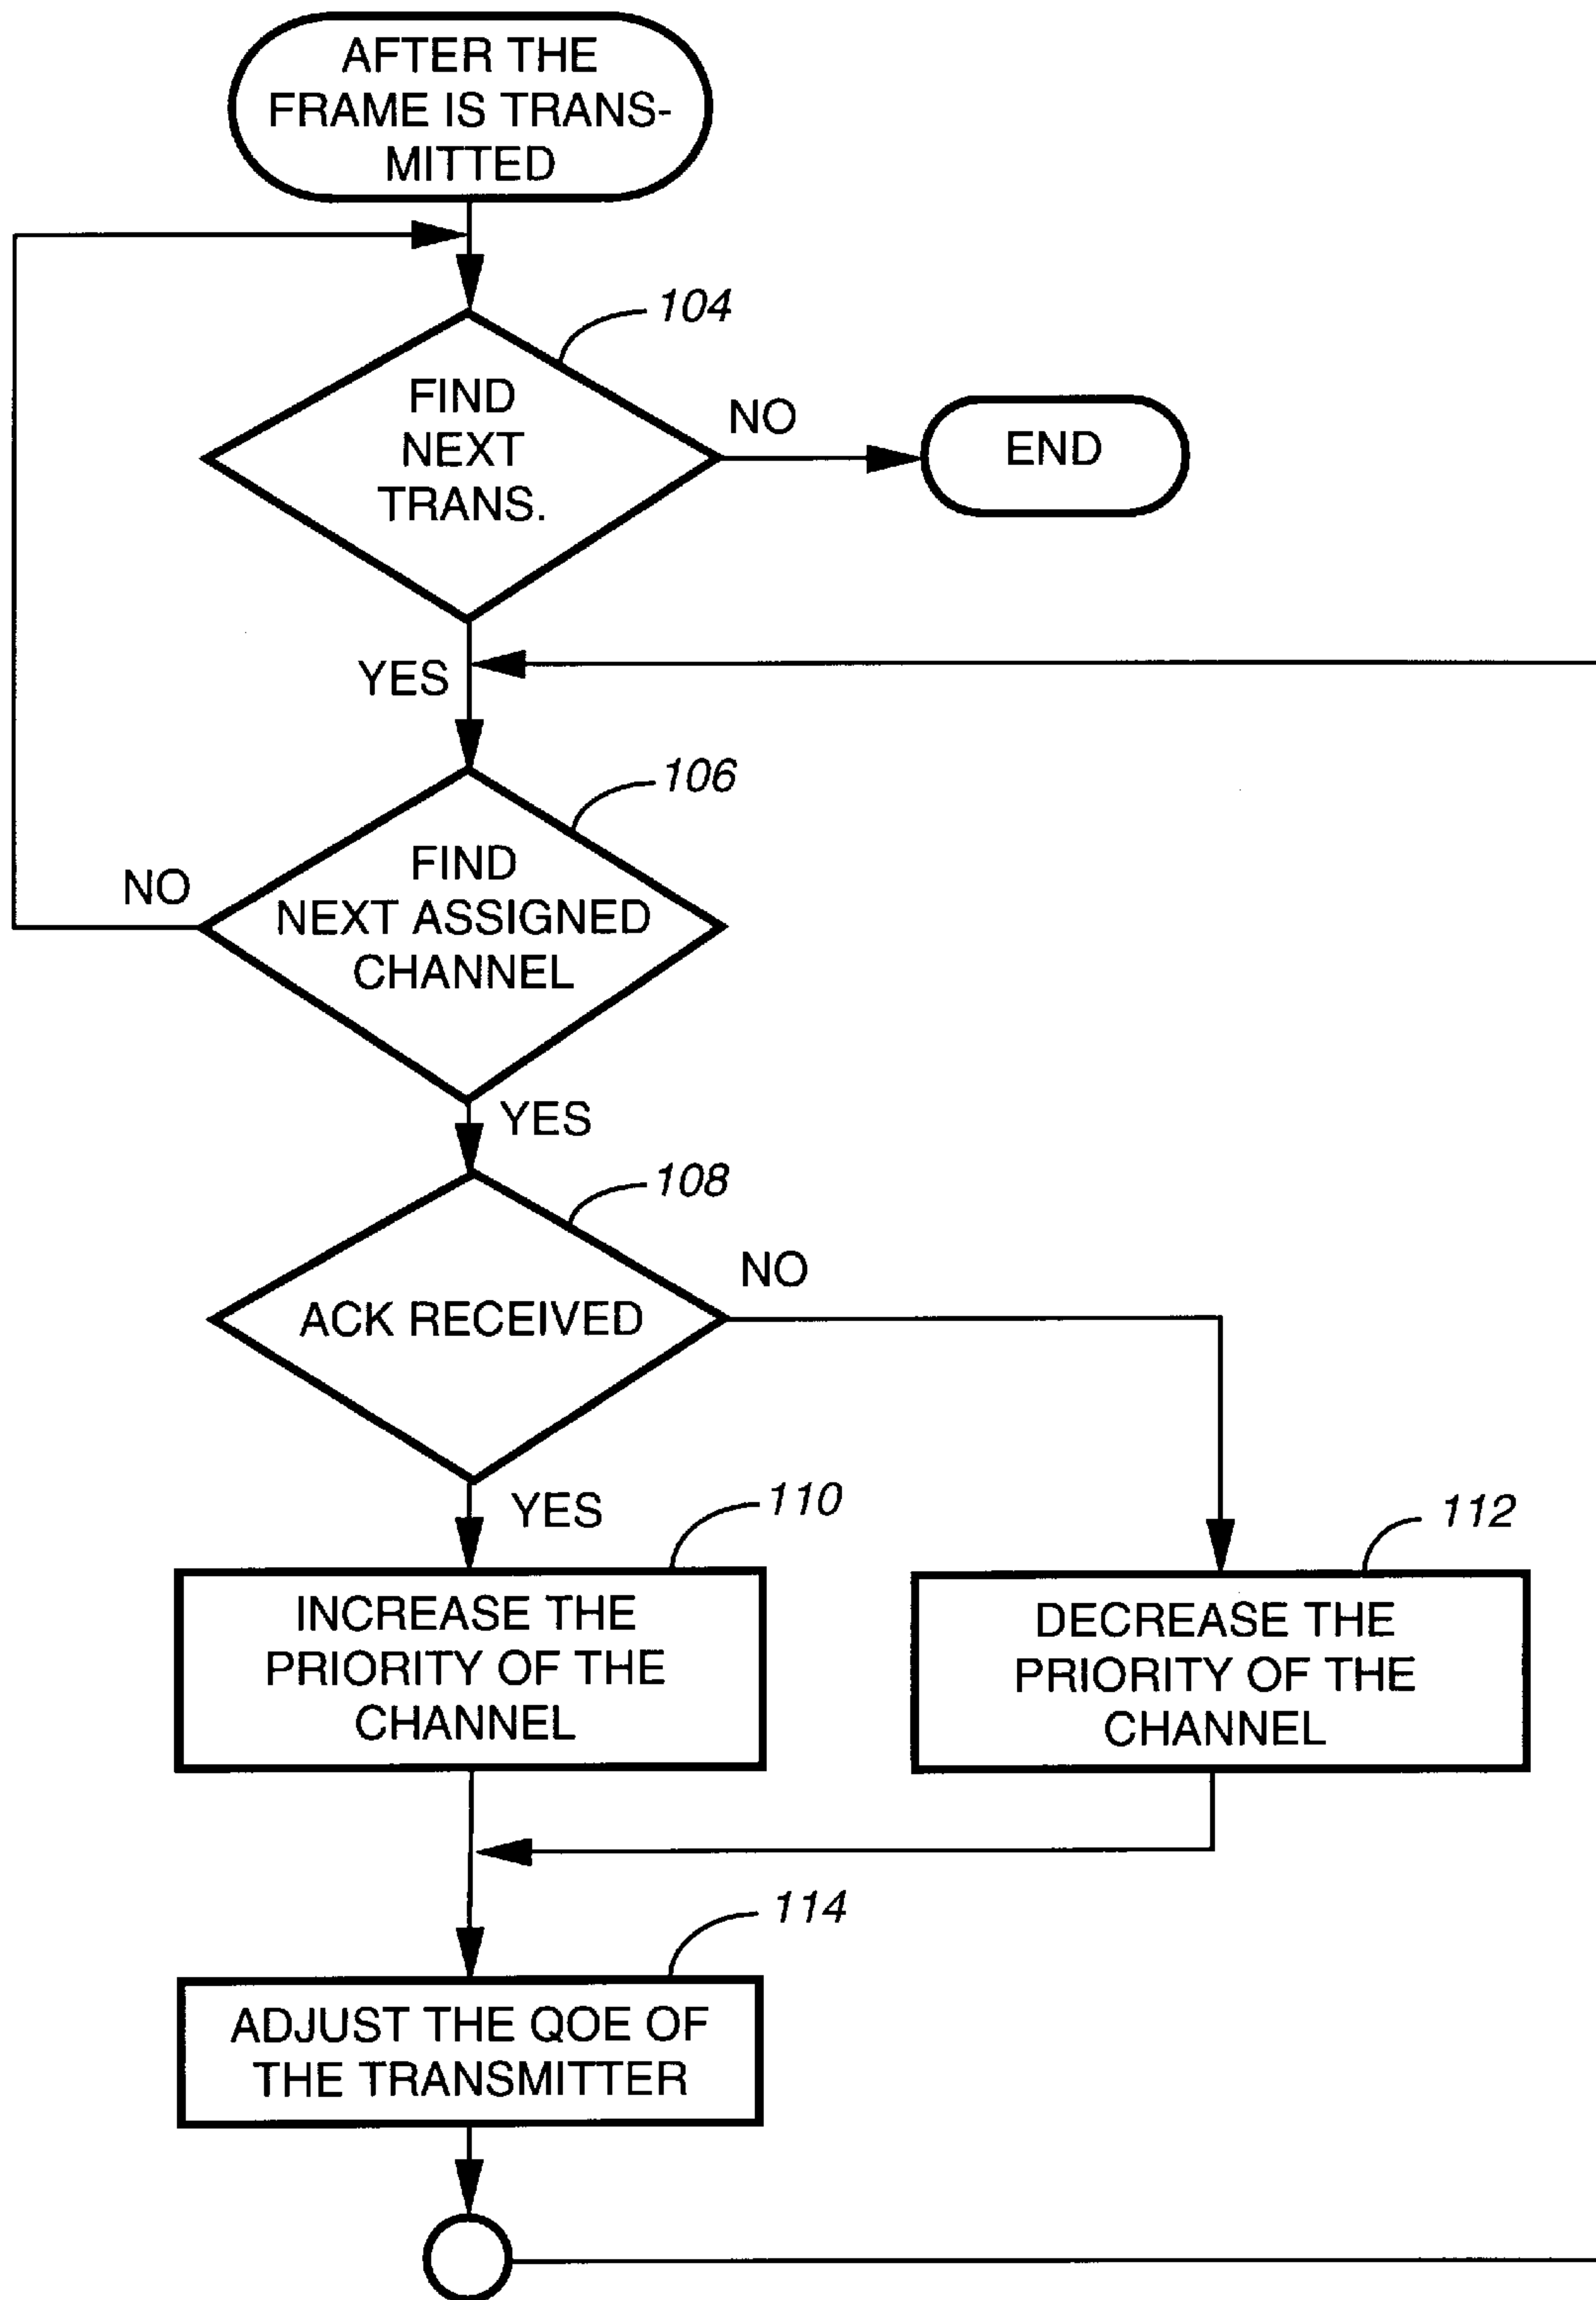 AFTER THE
FRAME IS TRANS-
MITTED
104
FIND
NEXT
TRANS.
NO
END
YES
106
FIND
NEXT ASSIGNED
CHANNEL
NO
YES
108
ACK RECEIVED
NO
YES
110
INCREASE THE
PRIORITY OF THE
CHANNEL
112
DECREASE THE
PRIORITY OF THE
CHANNEL
114
ADJUST THE QOE OF
THE TRANSMITTER